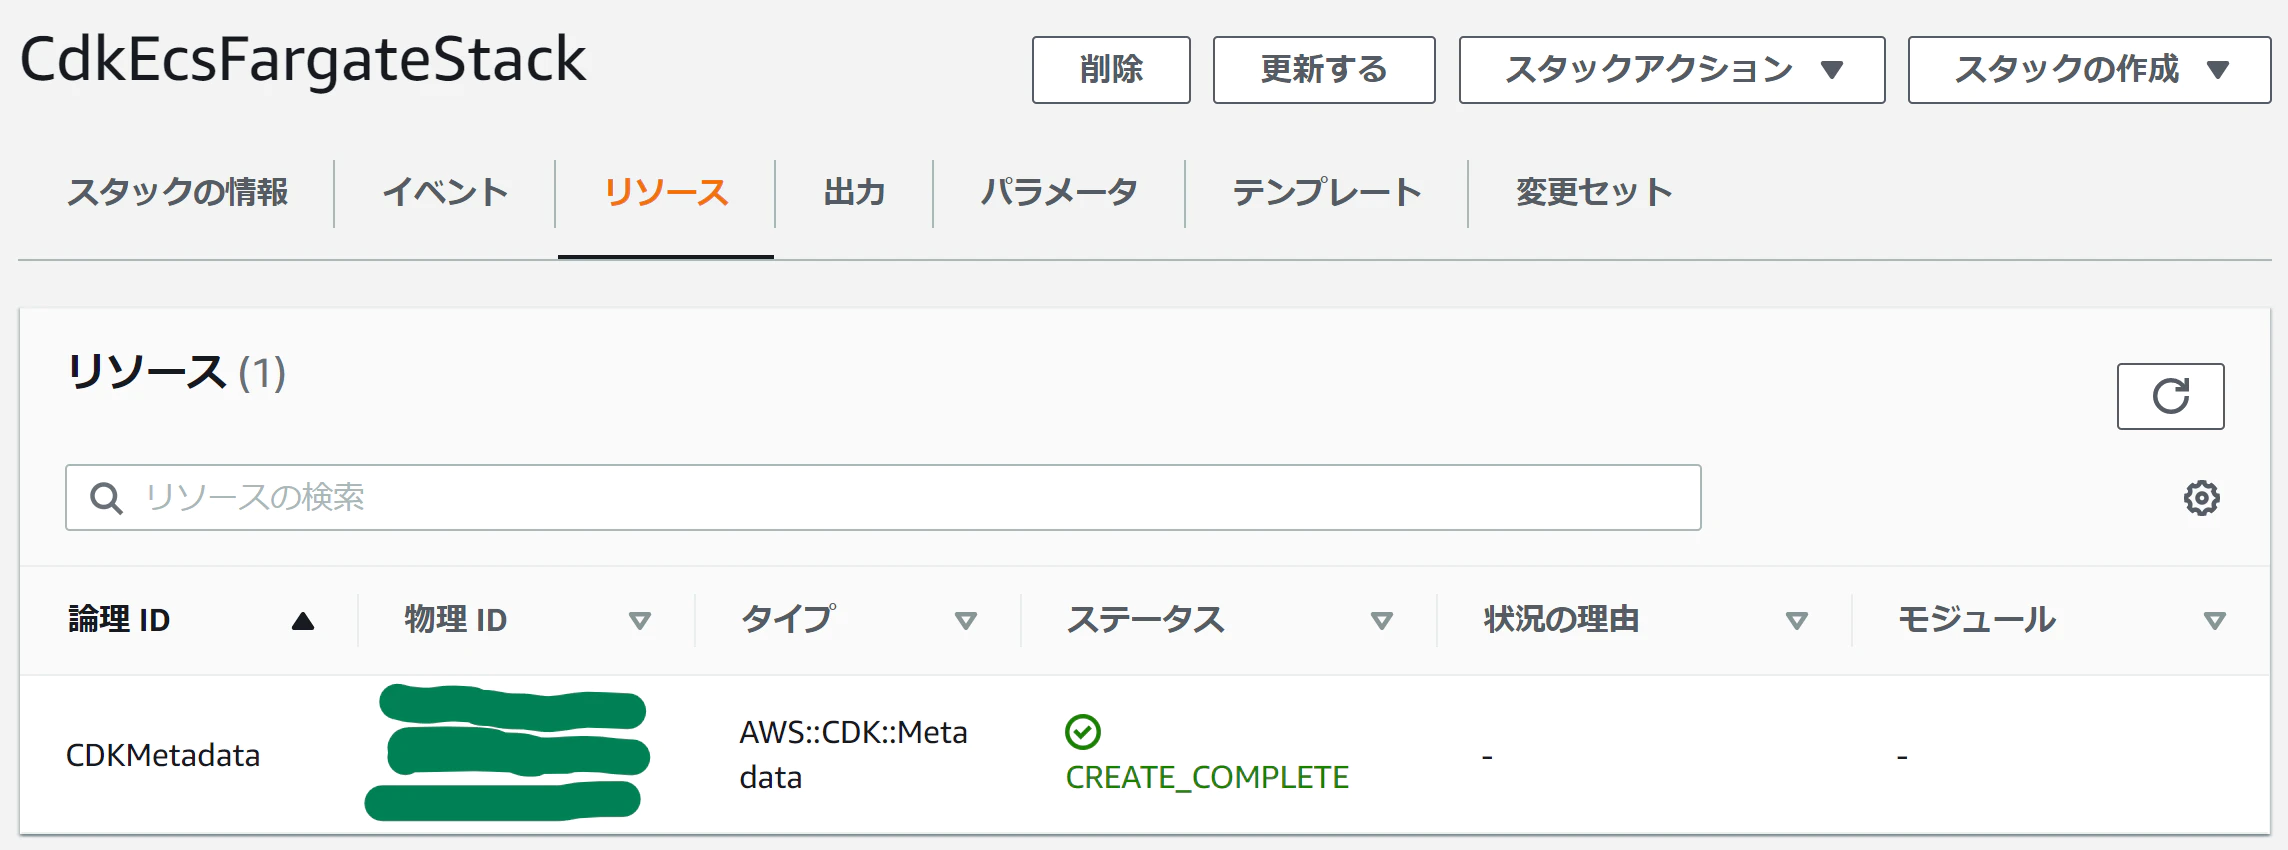 CdkEcsFargateStack
削除 更新する スタックアクション スタックの作成
スタックの情報 イベント リソース 出力 パラメータ テンプレート 変更セット
リソース (1)
リソースの検索
論理 ID 物理 ID タイプ ステータス 状況の理由 モジュール
CDKMetadata AWS::CDK::Meta - -
data CREATE_COMPLETE